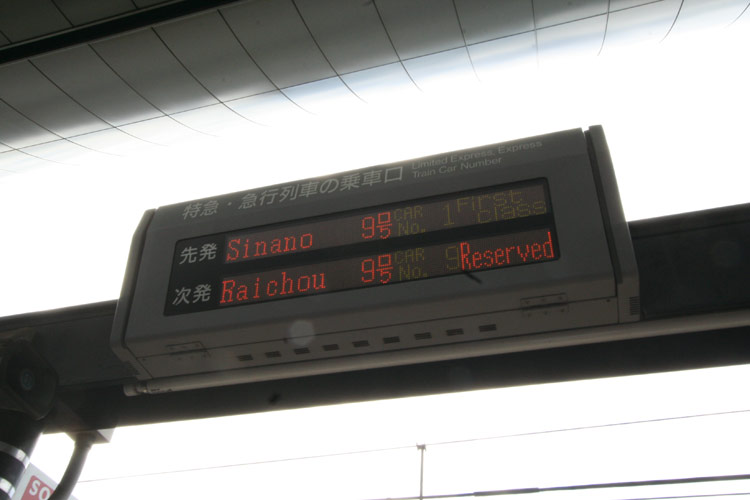 特急・急行列車の乗車口 Limited Express, Express
Train Car Number
先発 Sinano 9号 CAR No. 1 First Class
次発 Raichou 9号 CAR No. 9 Reserved
SO